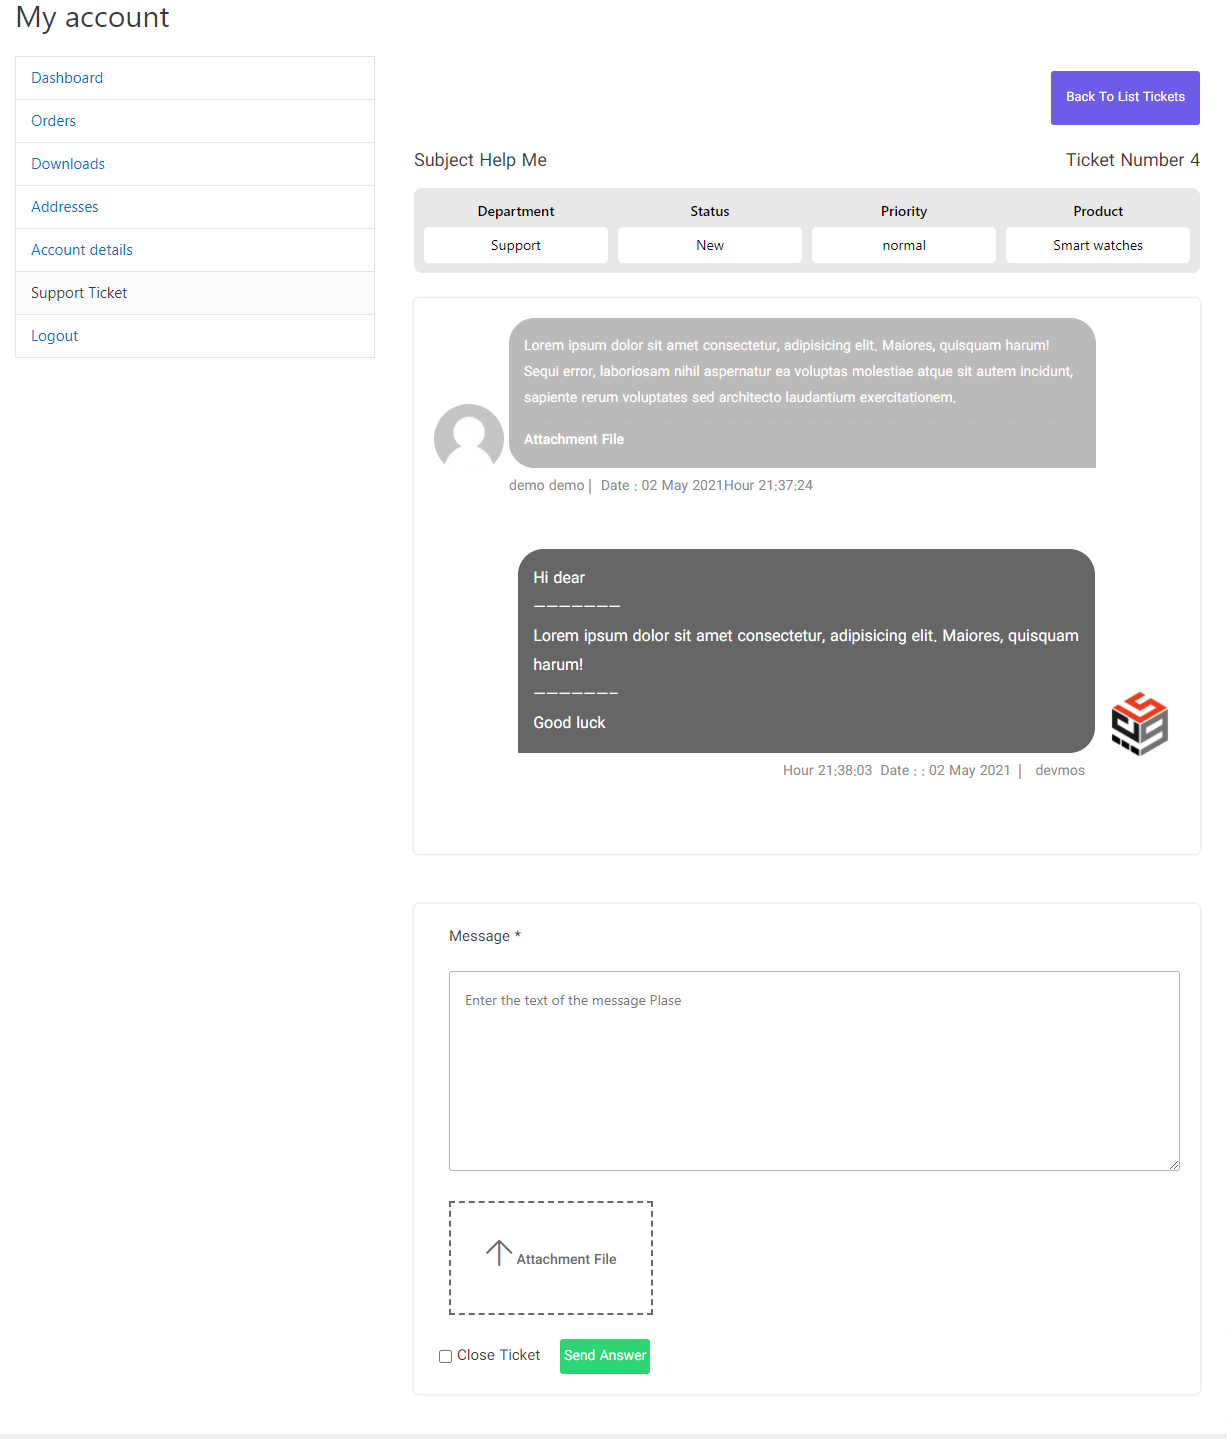 My account
Dashboard
Orders
Downloads
Addresses
Account details
Support Ticket
Logout
Back To List Tickets
Subject Help Me
Ticket Number 4
Department Status Priority Product
Support New normal Smart watches
Lorem ipsum dolor sit amet consectetur, adipisicing elit. Maiores, quisquam harum!
Sequi error, laboriosam nihil aspernatur ea voluptas molestiae atque sit autem incidunt,
sapiente rerum voluptates sed architecto laudantium exercitationem.
Attachment File
demo demo | Date : 02 May 2021Hour 21:37:24
Hi dear
———————
Lorem ipsum dolor sit amet consectetur, adipisicing elit. Maiores, quisquam
harum!
——————–
Good luck
Hour 21:38:03 Date : : 02 May 2021 | devmos
Message *
Enter the text of the message Plase
Attachment File
Close Ticket
Send Answer